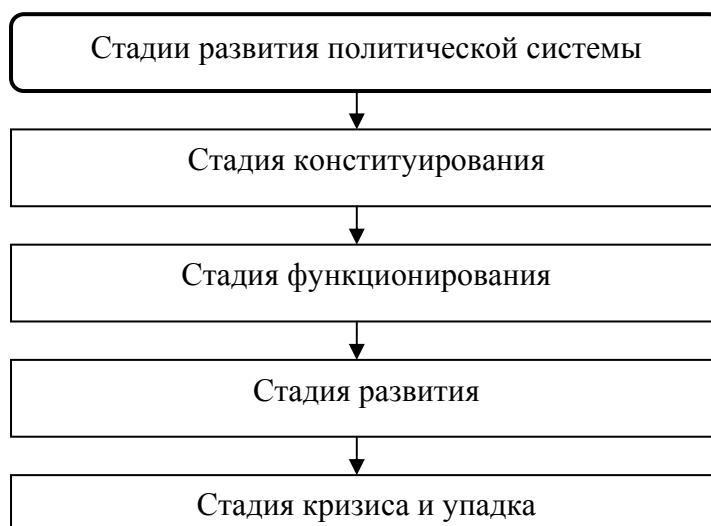 Стадии развития политической системы
Стадия конституирования
Стадия функционирования
Стадия развития
Стадия кризиса и упадка